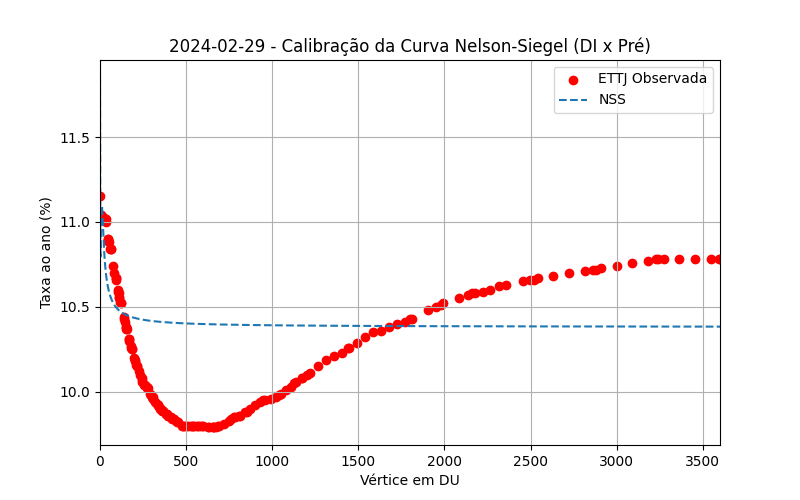 2024-02-29 - Calibração da Curva Nelson-Siegel (DI x Pré)
ETTJ Observada
NSS
11.5
11.0
10.5
10.0
Taxa ao ano (%)
0 500 1000 1500 2000 2500 3000 3500
Vértice em DU